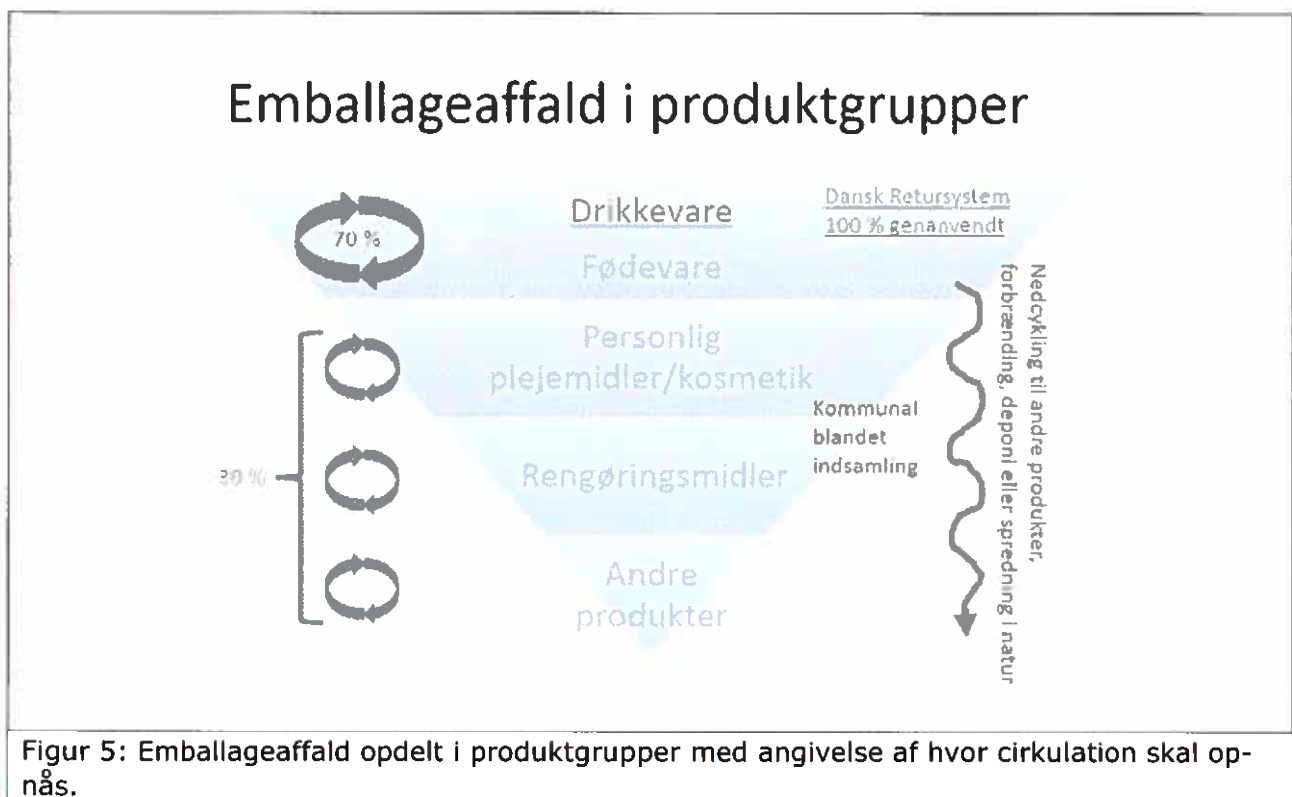 Emballageaffald i produktgrupper
70 %
Drikkevare
Dansk Retursystem
100 % genanvendt
Fødevare
Personlig
plejemidler/kosmetik
Kommunal
blandet
indsamling
30 %
Rengøringsmidler
Andre
produkter
Nedcykling til andre produkter,
forbrænding, deponi eller spredning i natur
Figur 5: Emballageaffald opdelt i produktgrupper med angivelse af hvor cirkulation skal op-
nås.